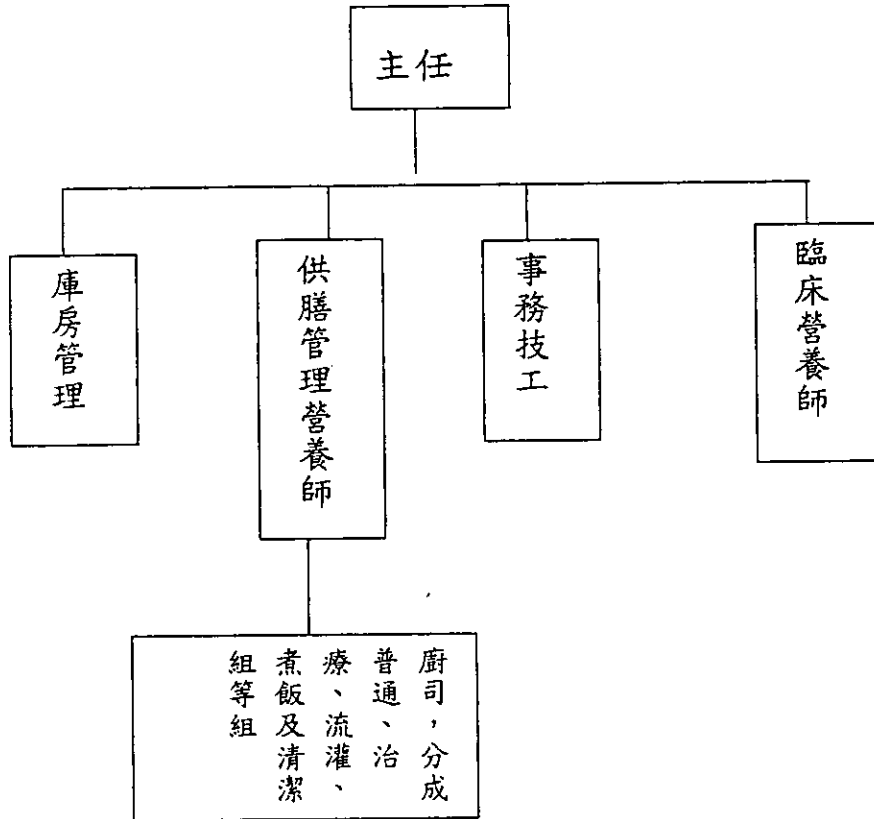 主任
庫房管理
供膳管理營養師
事務技工
臨床營養師
廚司，分成
普通、治
療、流灌、
煮飯及清潔
組等組